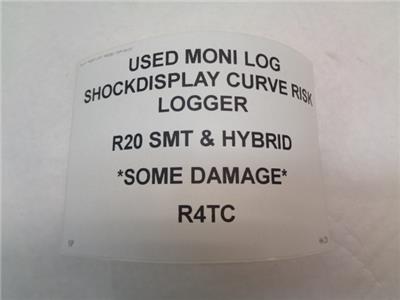 USED MONI LOG
SHOCKDISPLAY CURVE RISK
LOGGER
R20 SMT & HYBRID
*SOME DAMAGE*
R4TC